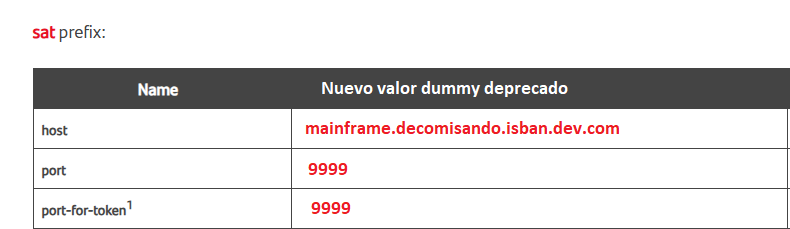 sat prefix:
Name Nuevo valor dummy deprecado
host mainframe.decomisando.isban.dev.com
port 9999
port-for-token1 9999